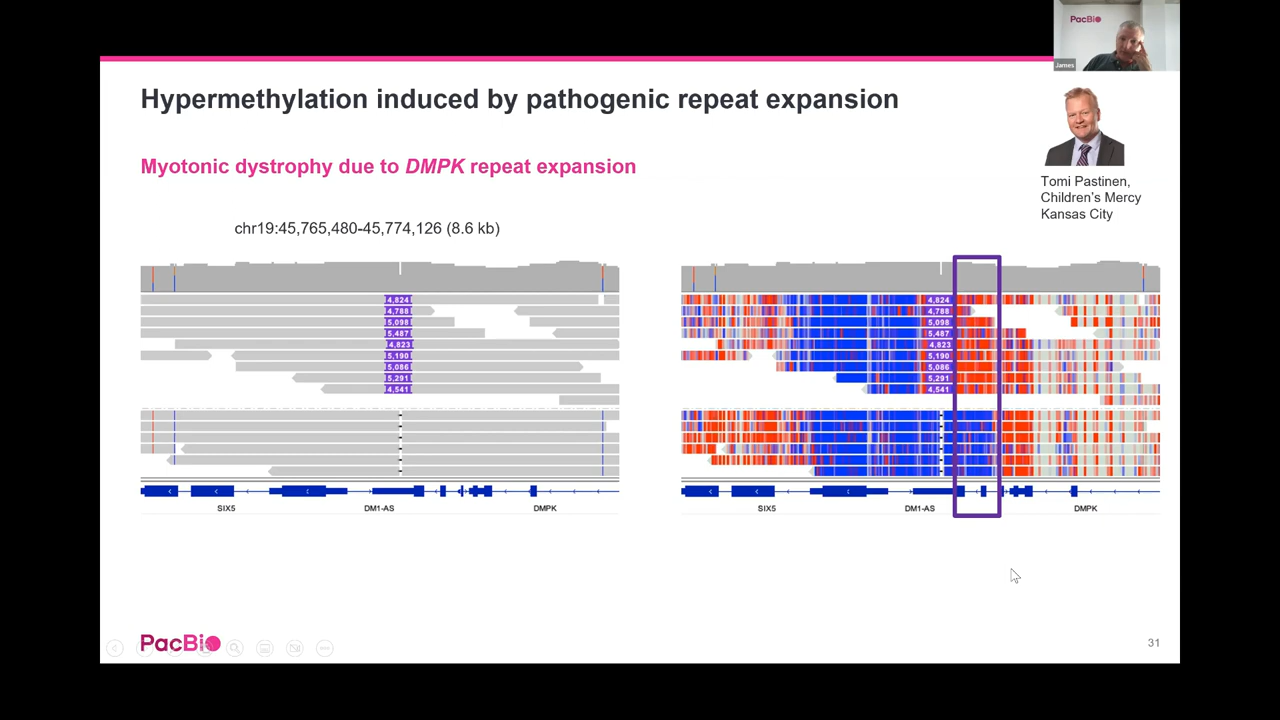 PacBio
James
Hypermethylation induced by pathogenic repeat expansion
Myotonic dystrophy due to DMPK repeat expansion
Tomi Pastinen,
Children's Mercy
Kansas City
chr19:45,765,480-45,774,126 (8.6 kb)
4,824
4,788
5,098
5,487
4,823
5,190
5,086
5,291
4,541
SIX5 DM1-AS DMPK
4,824
4,788
5,098
5,487
4,823
5,190
5,086
5,291
4,541
SIX5 DM1-AS DMPK
PacBio
31